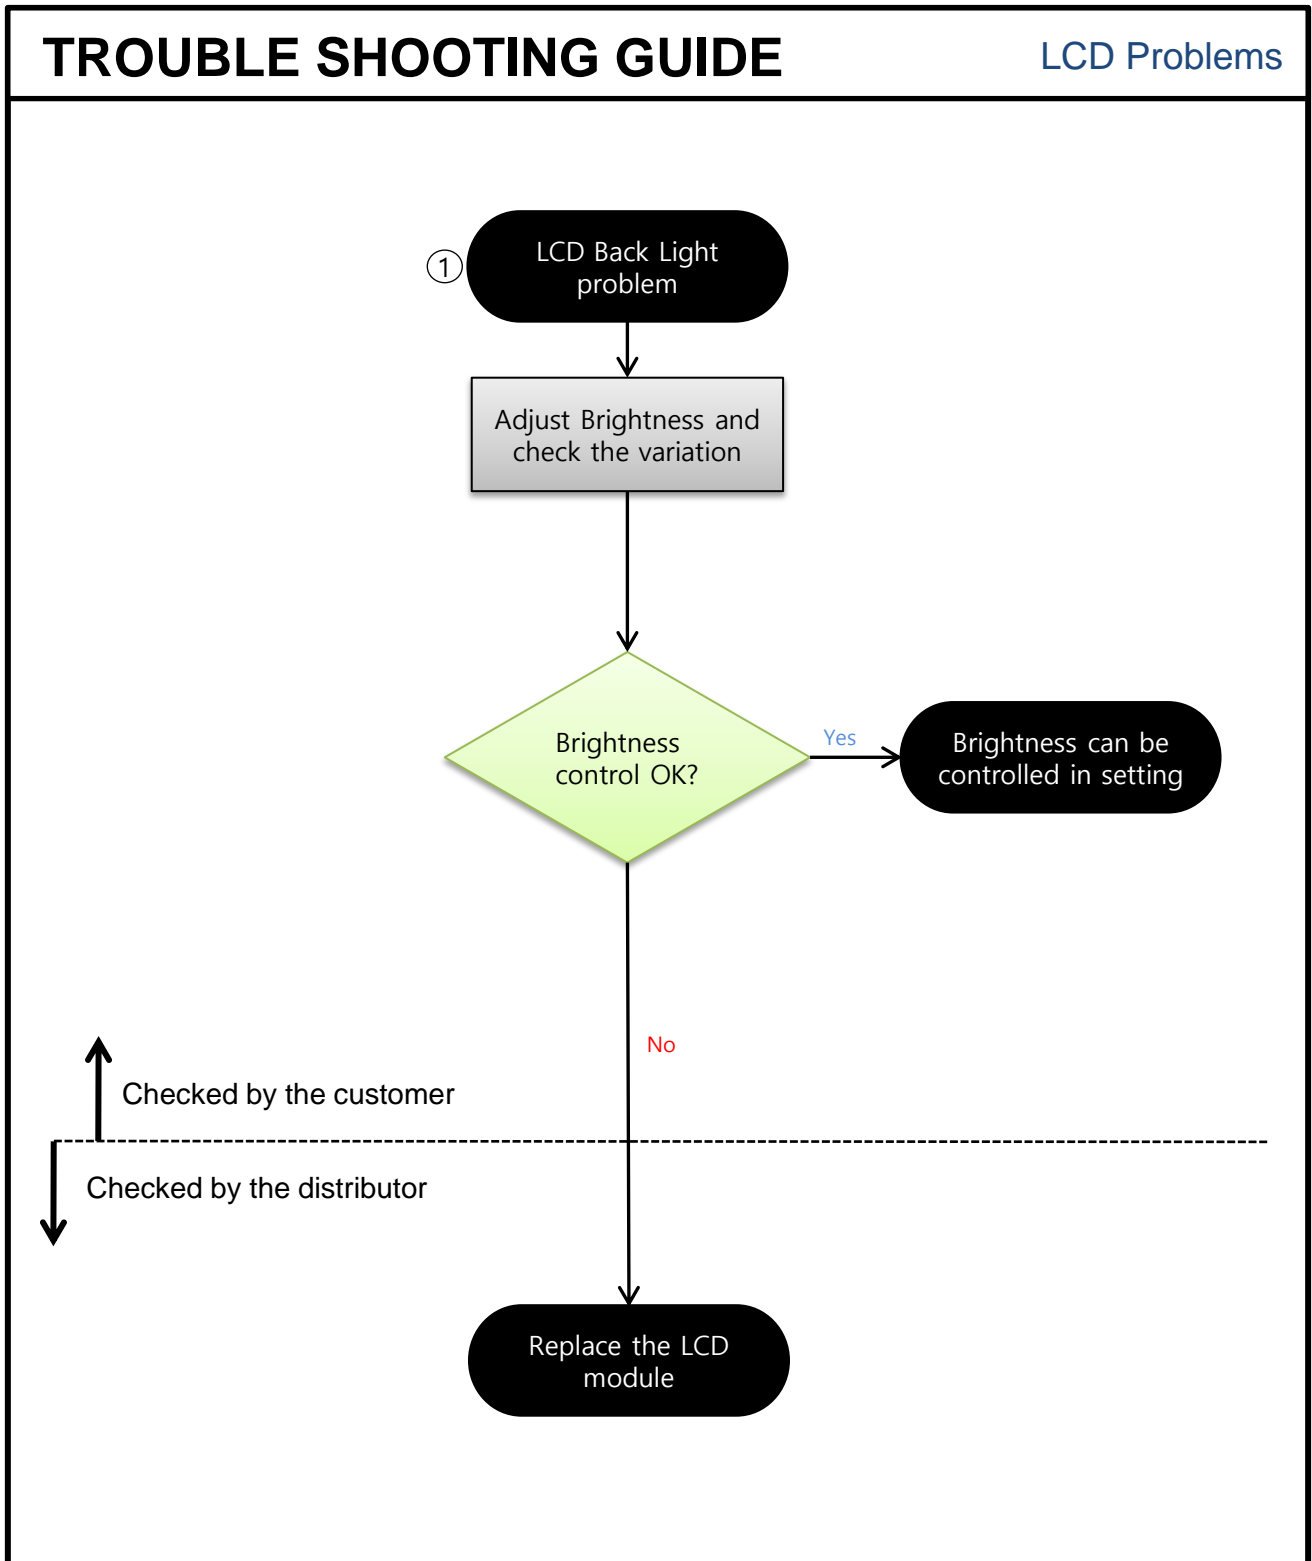 TROUBLE SHOOTING GUIDE
LCD Problems
①
LCD Back Light
problem
Adjust Brightness and
check the variation
Brightness
control OK?
Yes
Brightness can be
controlled in setting
No
Checked by the customer
Checked by the distributor
Replace the LCD
module